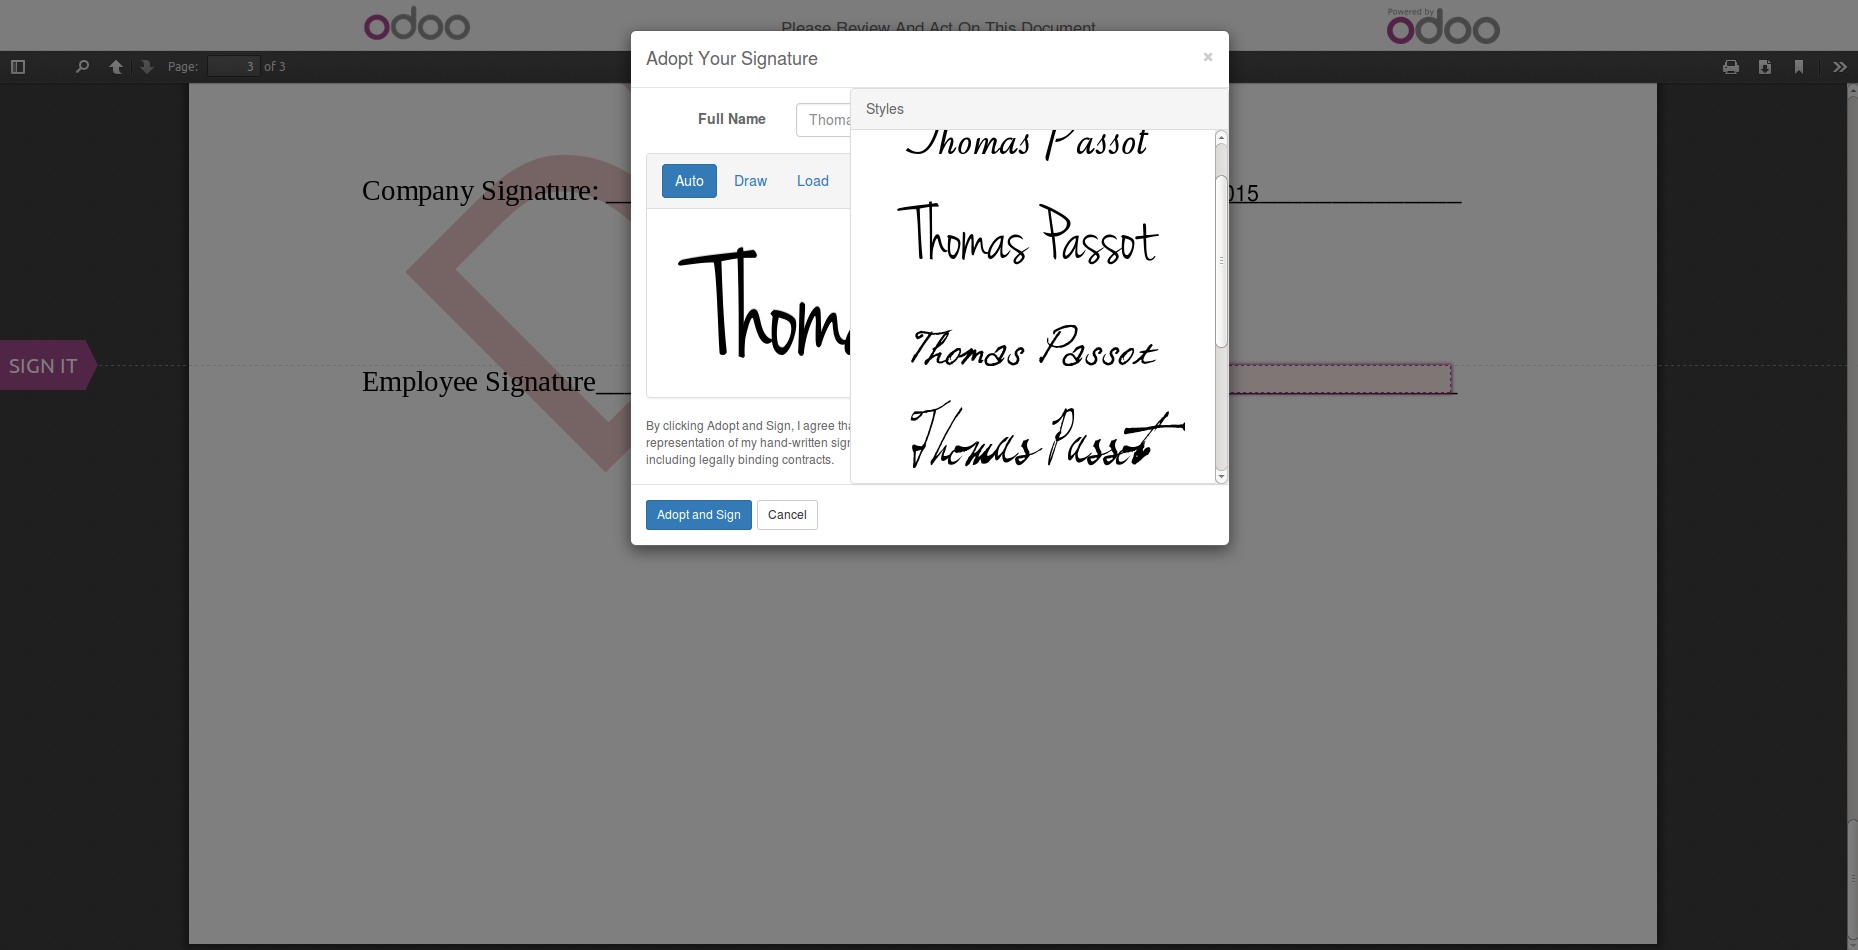 odoo
Please Review And Act On This Document
Powered by
odoo
Page: 3 of 3
Adopt Your Signature
×
Full Name
Thoma
Styles
Auto Draw Load
Thoma
Thomas Passot
Thomas Passot
Thomas Passot
Thomas Passot
By clicking Adopt and Sign, I agree tha
representation of my hand-written sign
including legally binding contracts.
Adopt and Sign Cancel
Company Signature: 015
SIGN IT
Employee Signature